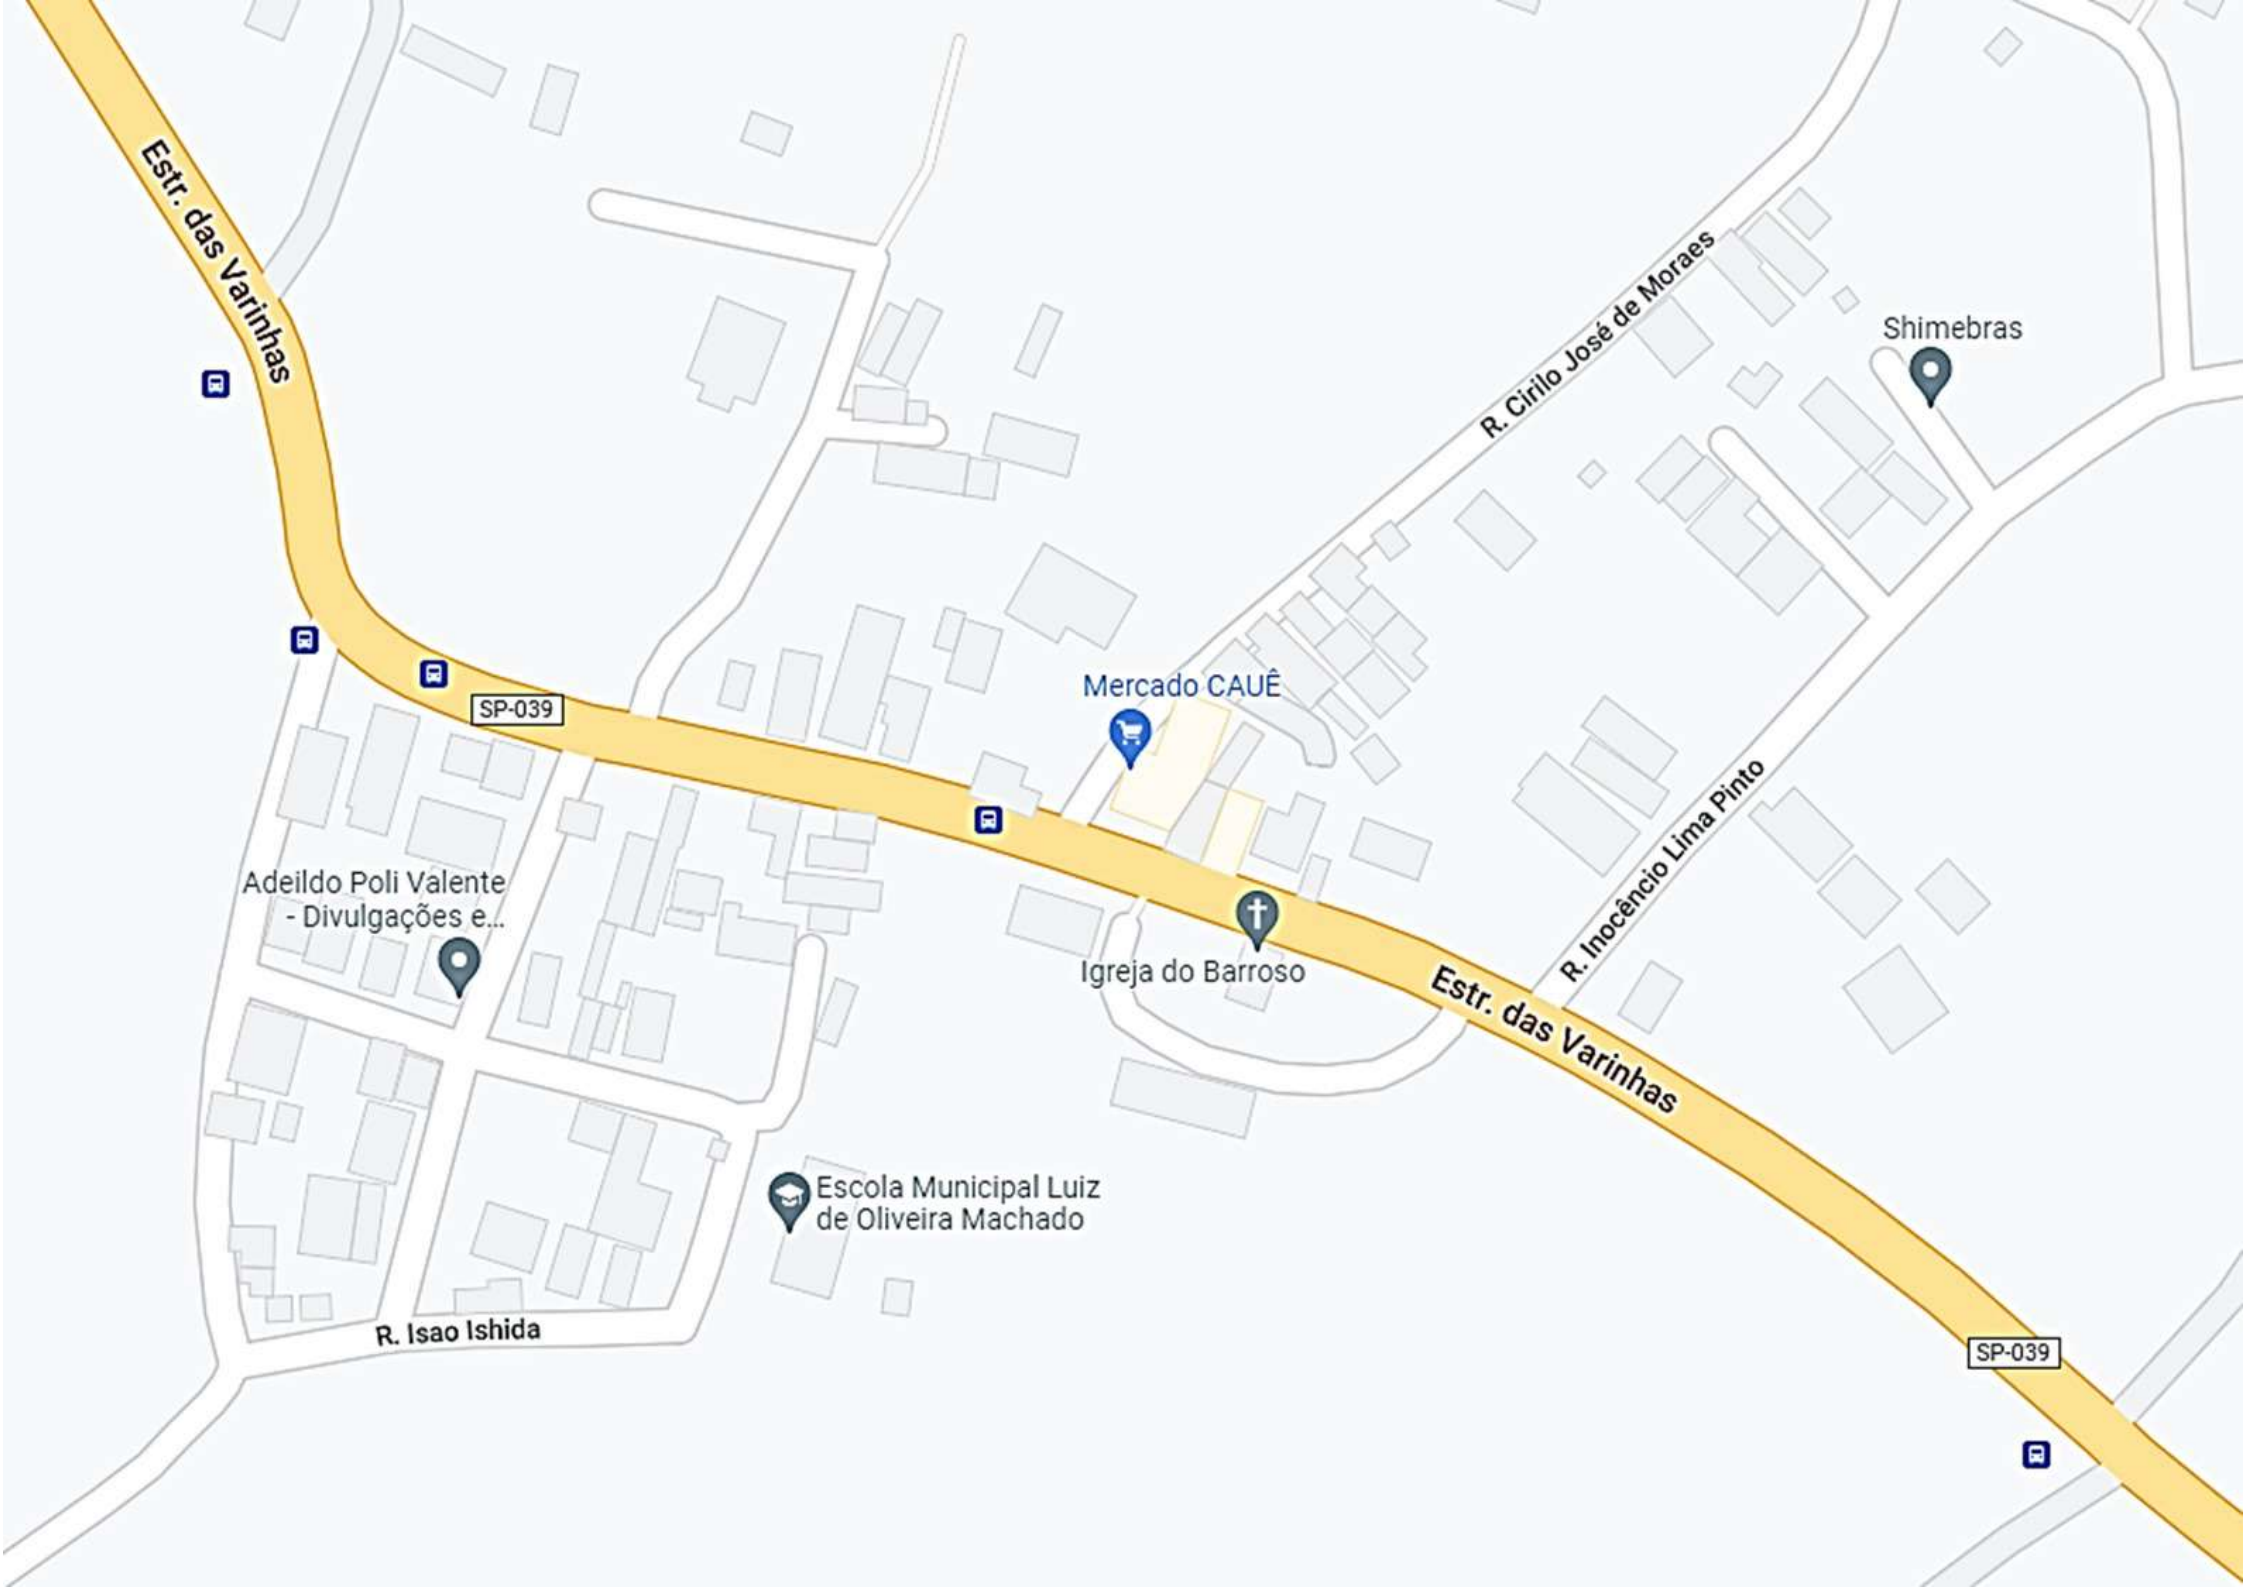 Estr. das Varinhas
R. Cirilo José de Moraes
Shimebras
Mercado CAUÊ
SP-039
R. Inocêncio Lima Pinto
Adeildo Poli Valente
- Divulgações e...
Igreja do Barroso
Estr. das Varinhas
Escola Municipal Luiz
de Oliveira Machado
R. Isao Ishida
SP-039